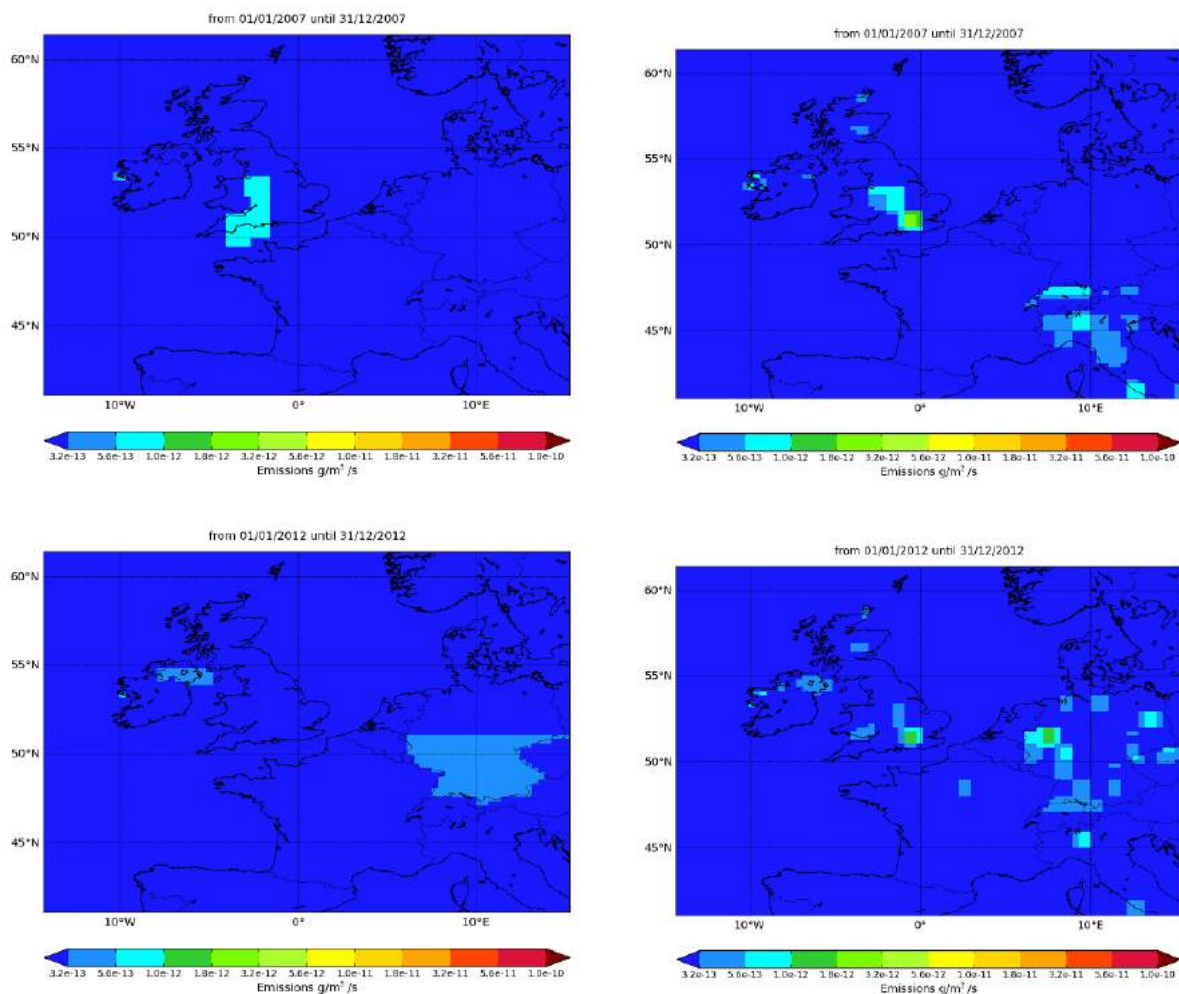 from 01/01/2007 until 31/12/2007
60°N
55°N
50°N
45°N
10°W 0° 10°E
3.2e-13 5.6e-13 1.0e-12 1.8e-12 3.2e-12 5.6e-12 1.0e-11 1.8e-11 3.2e-11 5.6e-11 1.0e-10
Emissions g/m²/s
from 01/01/2007 until 31/12/2007
60°N
55°N
50°N
45°N
10°W 0° 10°E
3.2e-13 5.6e-13 1.0e-12 1.8e-12 3.2e-12 5.6e-12 1.0e-11 1.8e-11 3.2e-11 5.6e-11 1.0e-10
Emissions g/m²/s
from 01/01/2012 until 31/12/2012
60°N
55°N
50°N
45°N
10°W 0° 10°E
3.2e-13 5.6e-13 1.0e-12 1.8e-12 3.2e-12 5.6e-12 1.0e-11 1.8e-11 3.2e-11 5.6e-11 1.0e-10
Emissions g/m²/s
from 01/01/2012 until 31/12/2012
60°N
55°N
50°N
45°N
10°W 0° 10°E
3.2e-13 5.6e-13 1.0e-12 1.8e-12 3.2e-12 5.6e-12 1.0e-11 1.8e-11 3.2e-11 5.6e-11 1.0e-10
Emissions g/m²/s